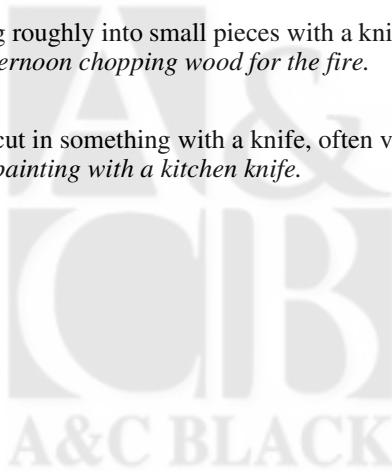 g roughly into small pieces with a kni
ernoon chopping wood for the fire.
cut in something with a knife, often v
painting with a kitchen knife.
A&
CB
A&C BLACK